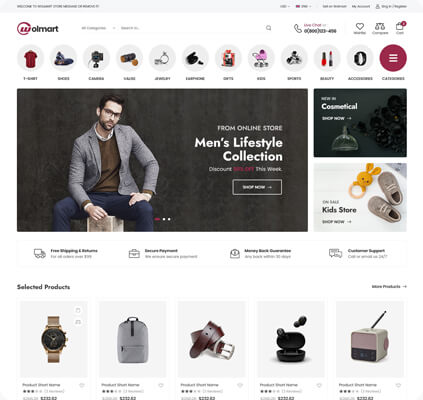 WELCOME TO WOLMART STORE MESSAGE OR REMOVE IT!
USD
ENG
Sell on Wolmart
My Account
Sign in / Register
Wolmart
All Categories
Search in...
Live Chat or :
0(800)123-456
Wishlist
Compare
Cart
T-SHIRT
SHOES
CAMERA
JEWELRY
EARPHONE
GIFTS
KIDS
SPORTS
BEAUTY
ACCESSORIES
CATEGORIES
FROM ONLINE STORE
Men's Lifestyle
Collection
Discount
OFF This Week.
SHOP NOW →
NEW IN
Cosmetical
SHOP NOW →
ON SALE
Kids Store
SHOP NOW →
Free Shipping & Returns
For all orders over $99
Secure Payment
We ensure secure payment
Money Back Guarantee
Any back within 30 days
Customer Support
Call or email us 24/7
Selected Products
More Products →
Product Short Name
(3 Reviews)
$232.62
Product Short Name
(3 Reviews)
$232.62
Product Short Name
(3 Reviews)
$232.62
Product Short Name
(3 Reviews)
$232.62
Product Short Name
(3 Reviews)
$232.62